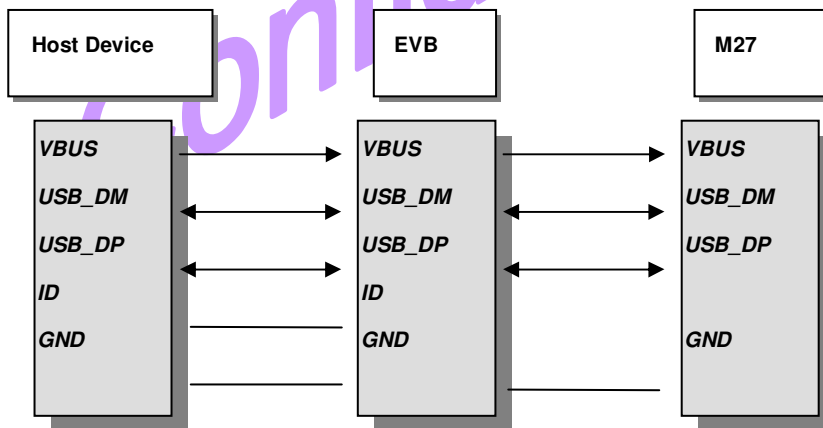 Host Device
EVB
M27
VBUS
USB_DM
USB_DP
ID
GND
VBUS
USB_DM
USB_DP
ID
GND
VBUS
USB_DM
USB_DP
GND